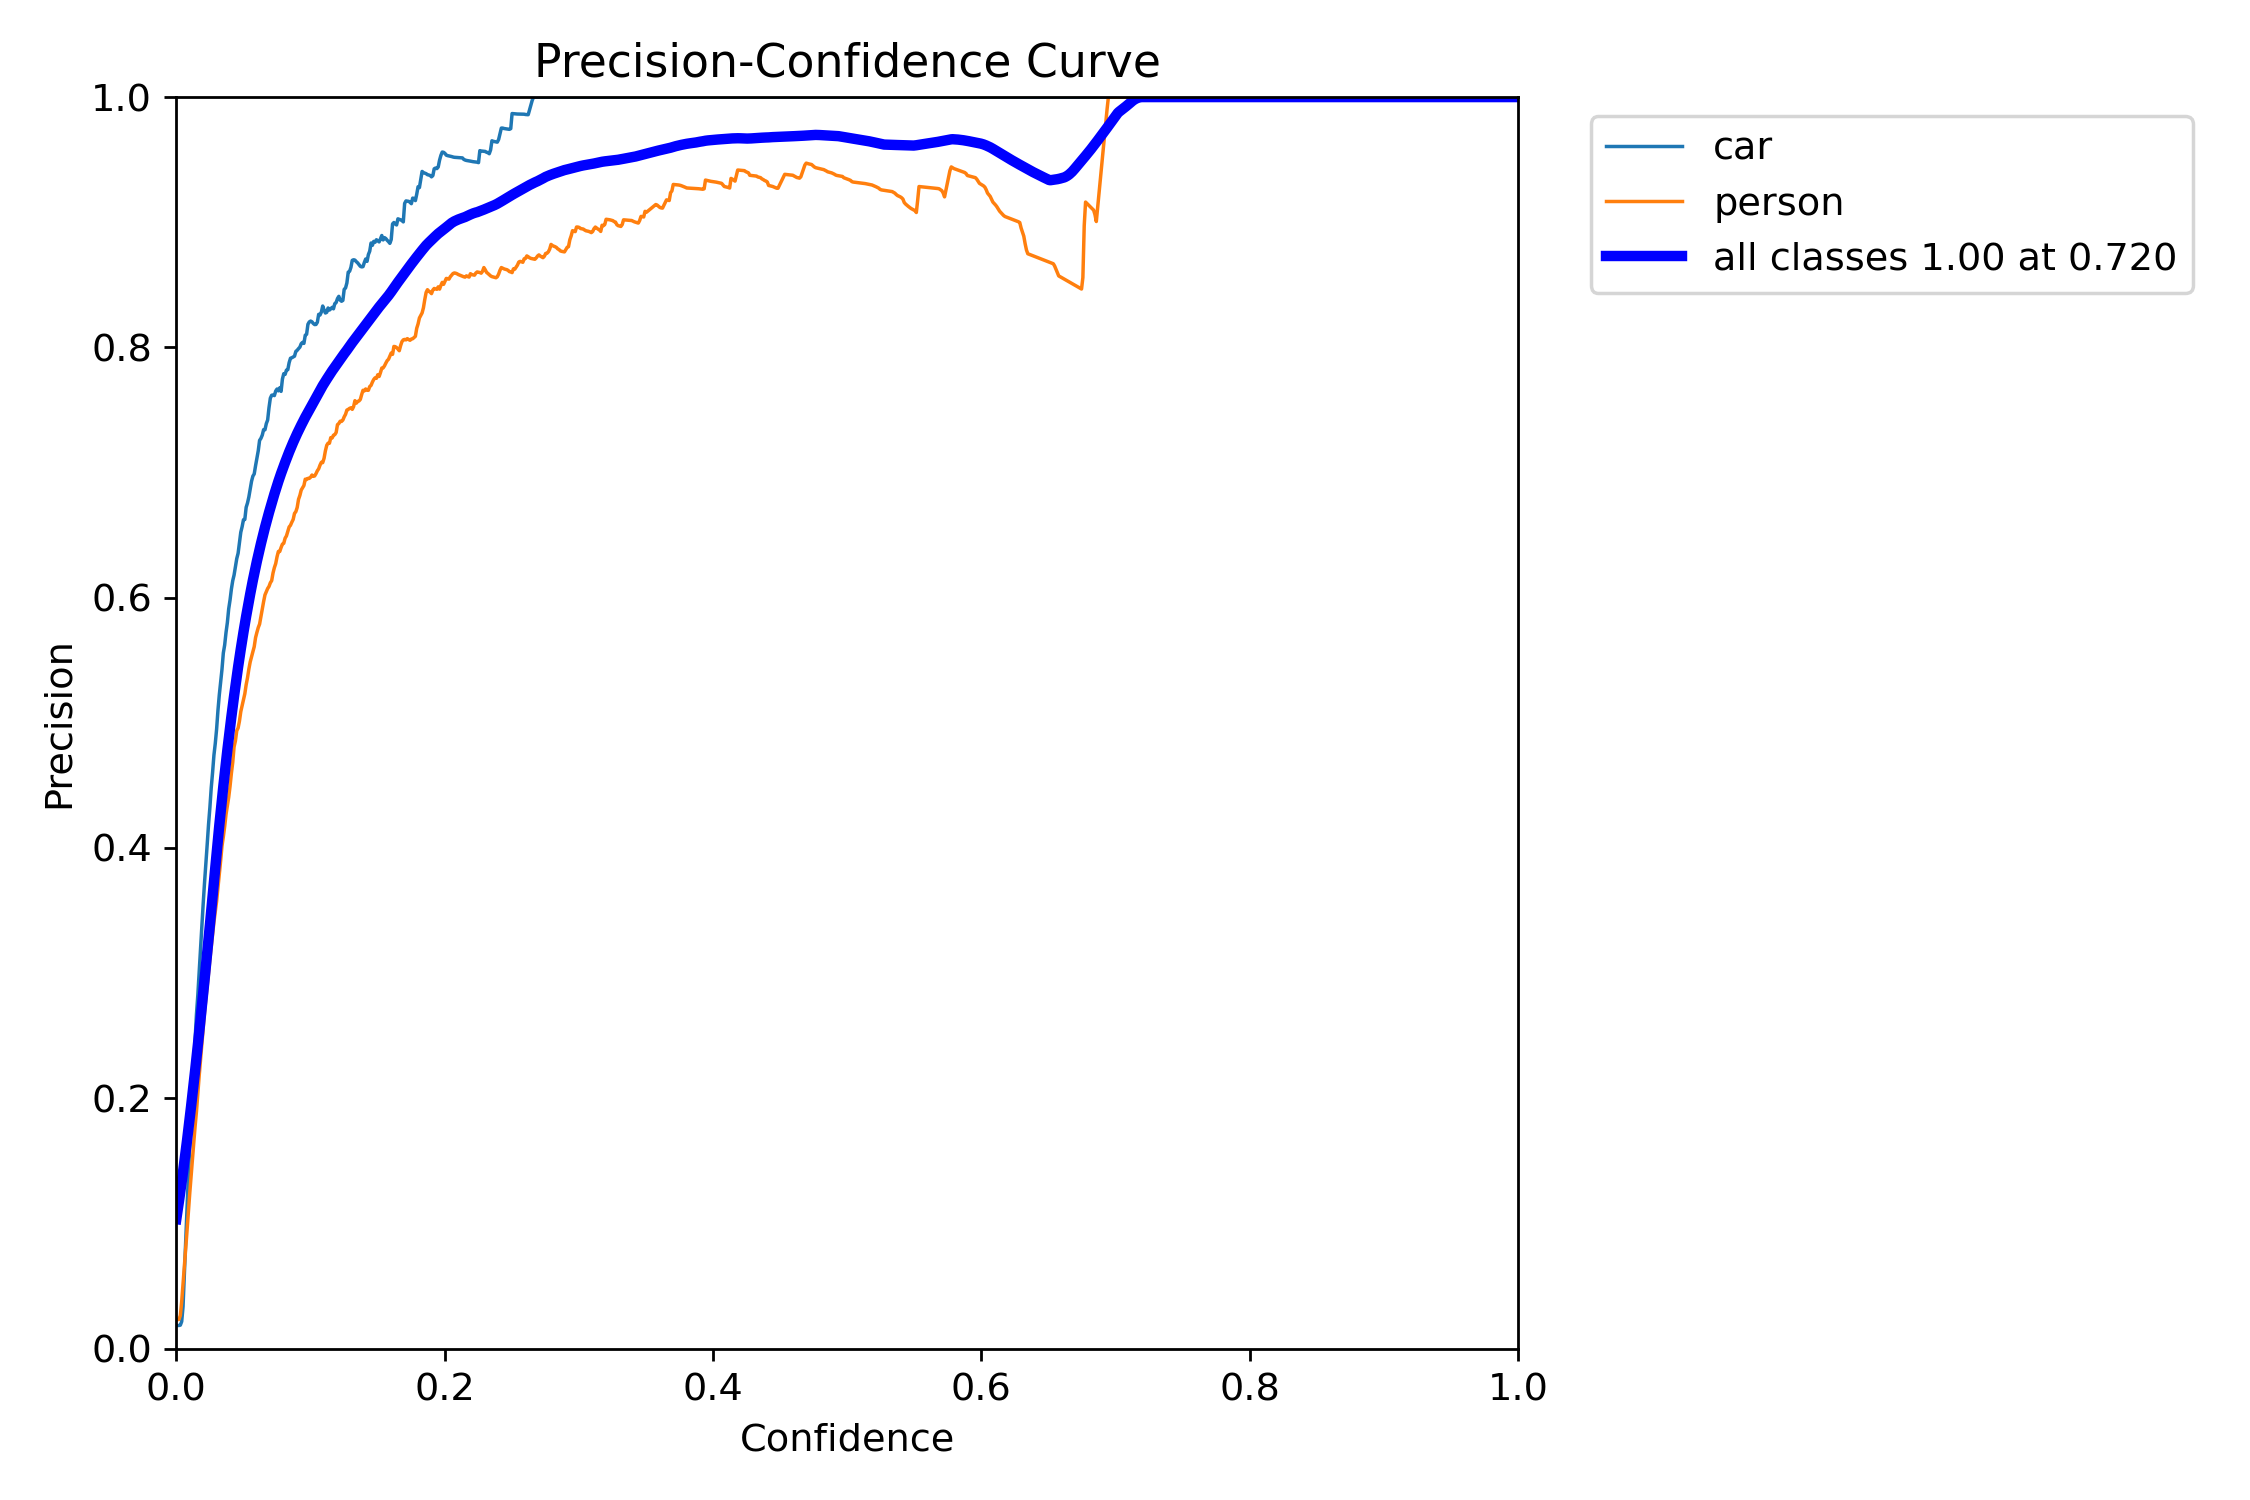 Precision-Confidence Curve
1.0
0.8
0.6
0.4
0.2
0.0
Precision
0.0 0.2 0.4 0.6 0.8 1.0
Confidence
car
person
all classes 1.00 at 0.720